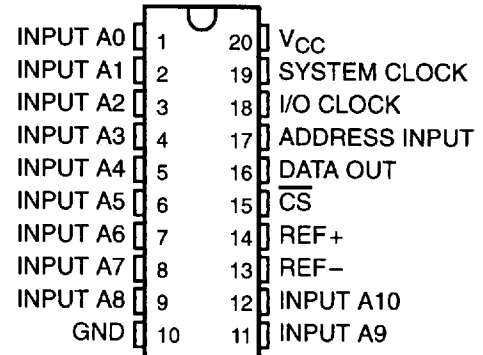 INPUT A0 1 20 VCC
INPUT A1 2 19 SYSTEM CLOCK
INPUT A2 3 18 I/O CLOCK
INPUT A3 4 17 ADDRESS INPUT
INPUT A4 5 16 DATA OUT
INPUT A5 6 15 C̅S̅
INPUT A6 7 14 REF+
INPUT A7 8 13 REF−
INPUT A8 9 12 INPUT A10
GND 10 11 INPUT A9